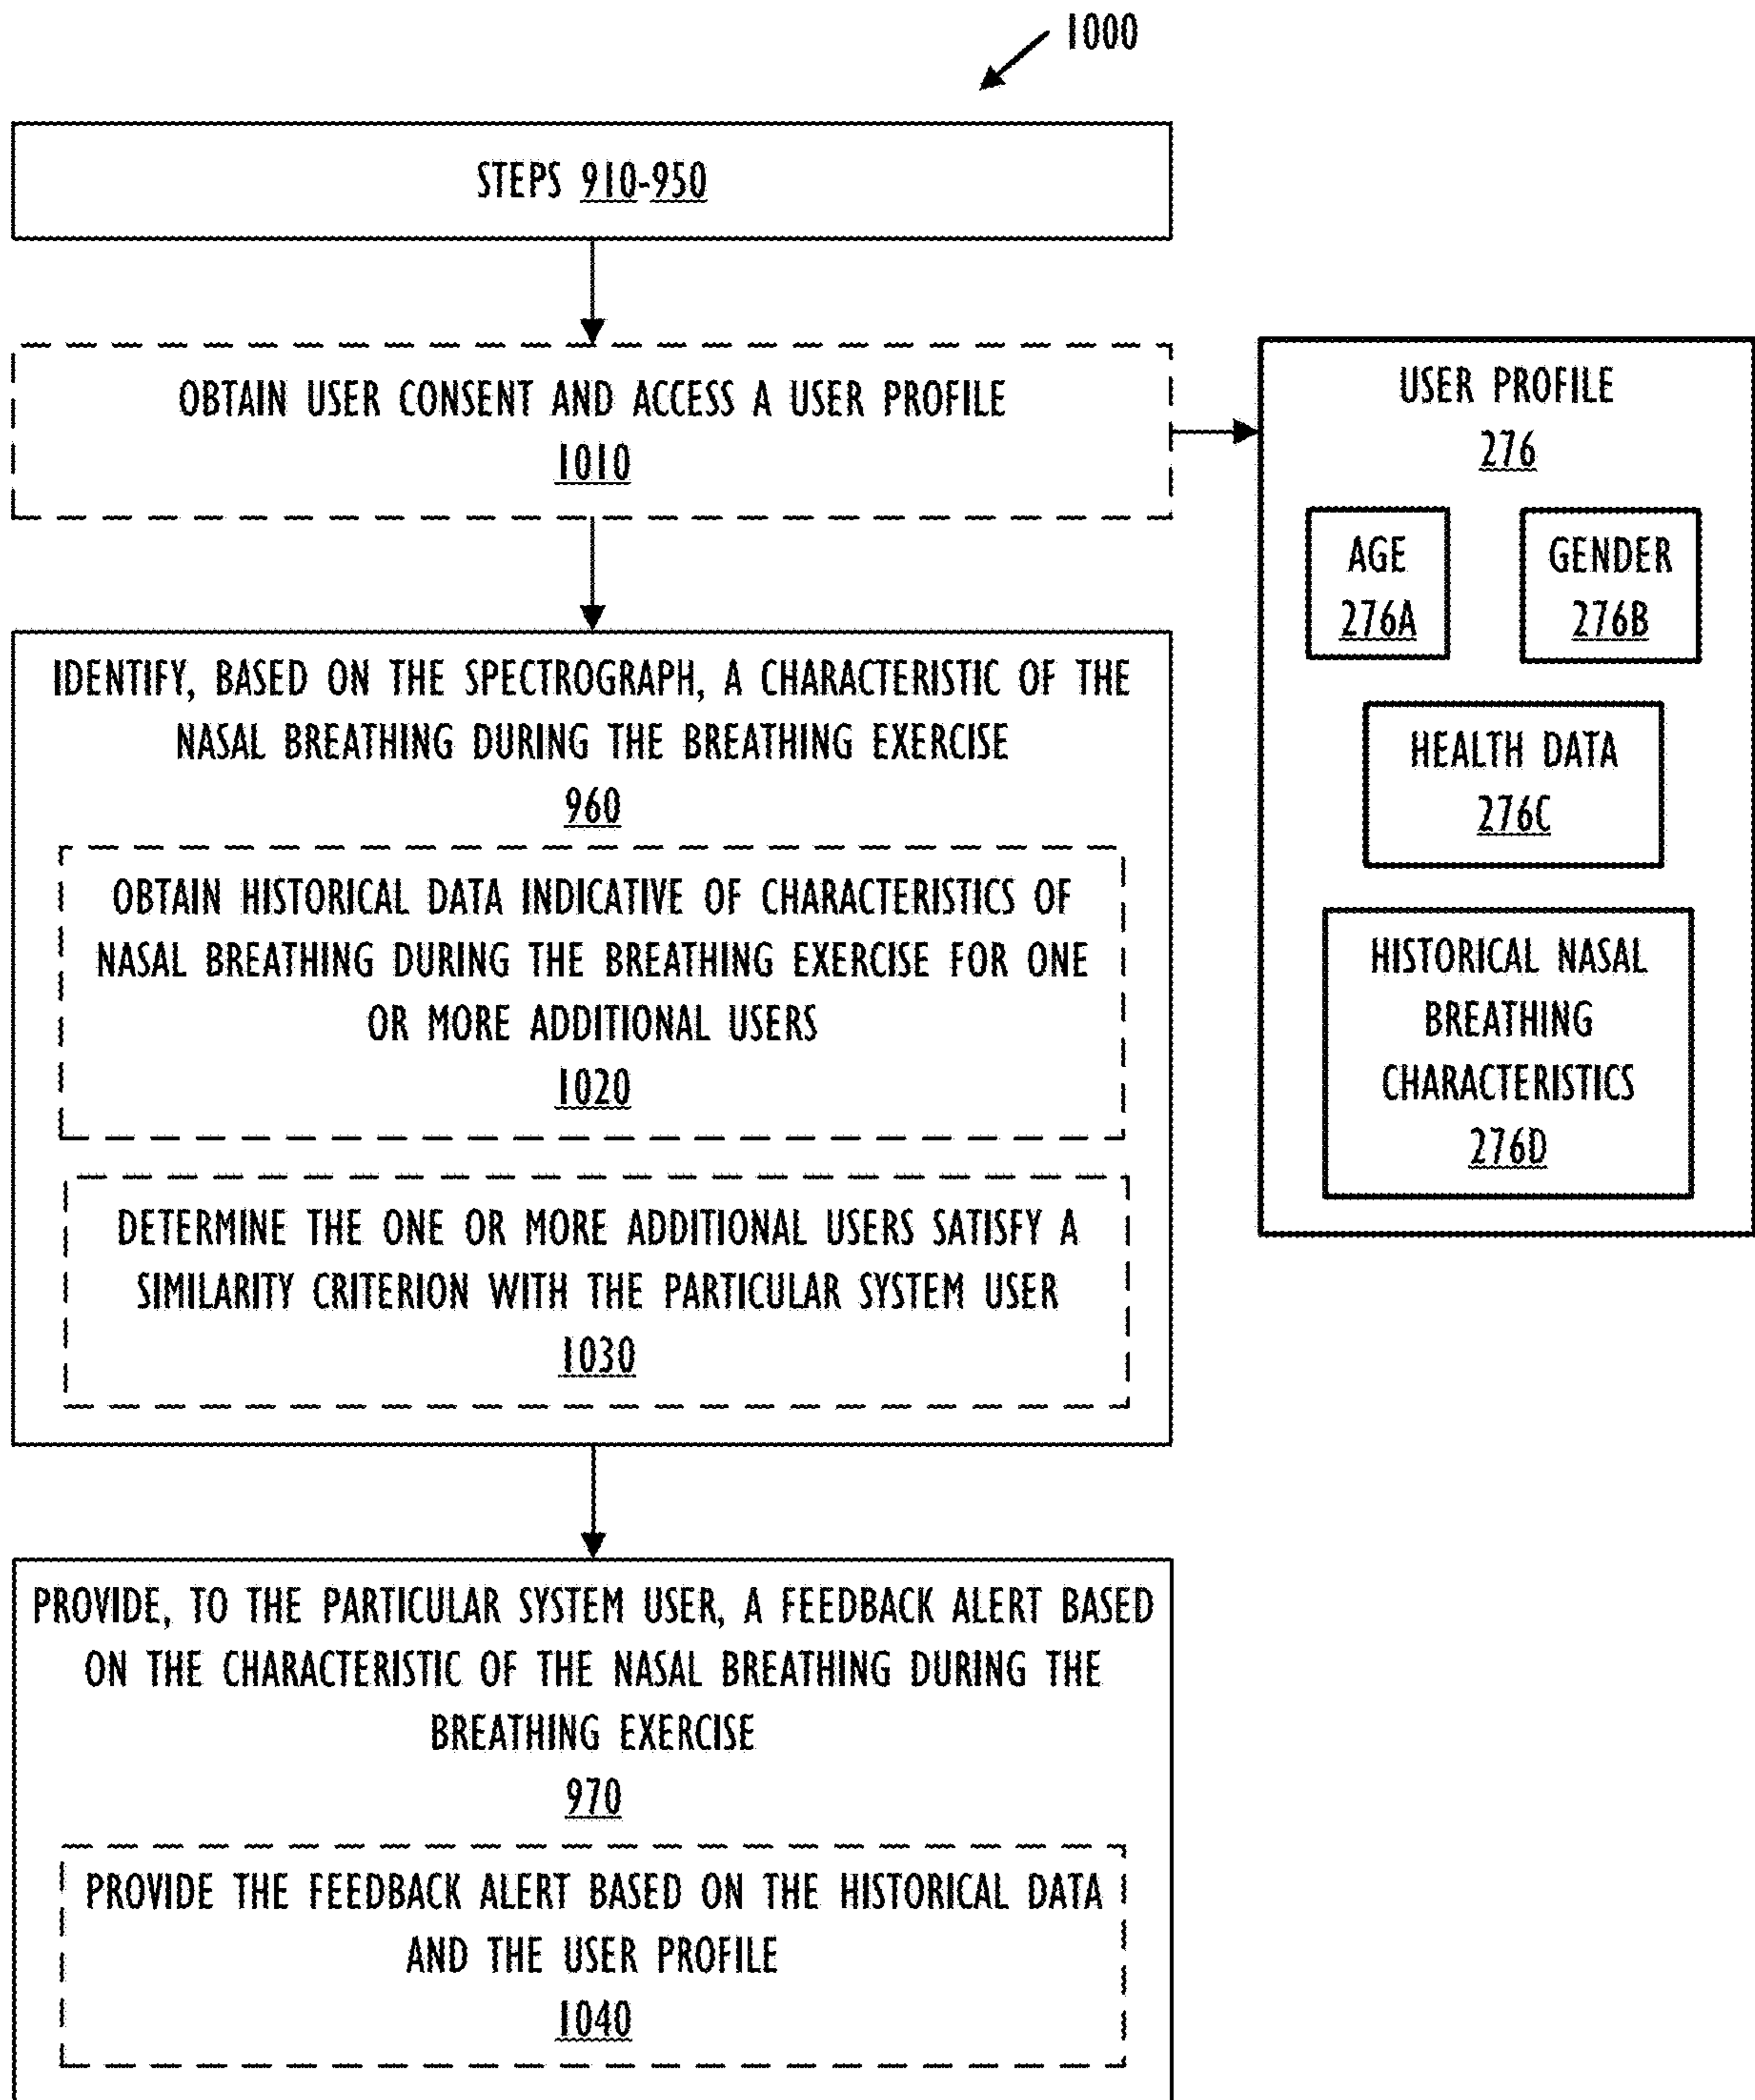 1000
STEPS 910-950
OBTAIN USER CONSENT AND ACCESS A USER PROFILE
1010
USER PROFILE
276
AGE
276A
GENDER
276B
HEALTH DATA
276C
HISTORICAL NASAL
BREATHING
CHARACTERISTICS
276D
IDENTIFY, BASED ON THE SPECTROGRAPH, A CHARACTERISTIC OF THE
NASAL BREATHING DURING THE BREATHING EXERCISE
960
OBTAIN HISTORICAL DATA INDICATIVE OF CHARACTERISTICS OF
NASAL BREATHING DURING THE BREATHING EXERCISE FOR ONE
OR MORE ADDITIONAL USERS
1020
DETERMINE THE ONE OR MORE ADDITIONAL USERS SATISFY A
SIMILARITY CRITERION WITH THE PARTICULAR SYSTEM USER
1030
PROVIDE, TO THE PARTICULAR SYSTEM USER, A FEEDBACK ALERT BASED
ON THE CHARACTERISTIC OF THE NASAL BREATHING DURING THE
BREATHING EXERCISE
970
PROVIDE THE FEEDBACK ALERT BASED ON THE HISTORICAL DATA
AND THE USER PROFILE
1040